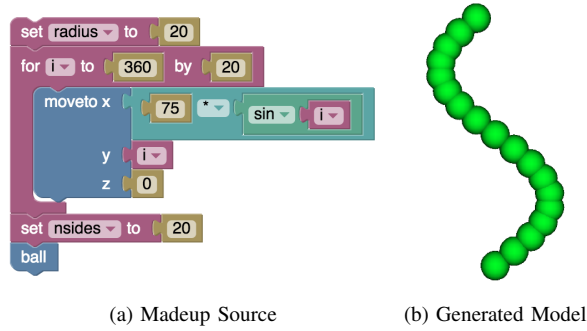 set radius to 20
for i to 360 by 20
moveto x 75 * sin i
y i
z 0
set nsides to 20
ball
(a) Madeup Source
(b) Generated Model